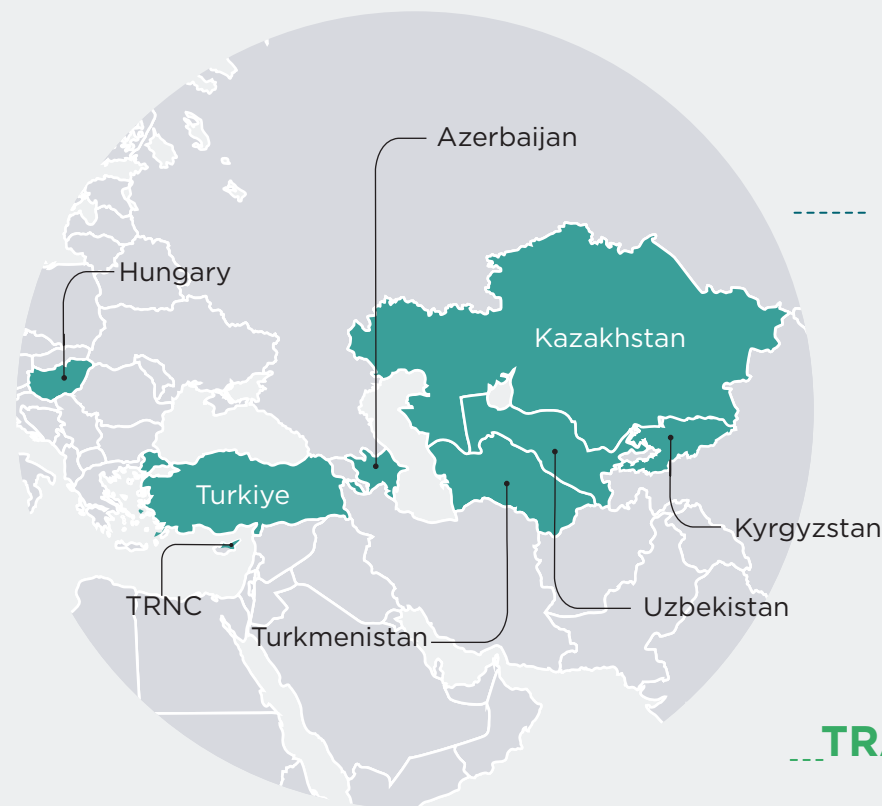 Azerbaijan
Hungary
Kazakhstan
Turkiye
Kyrgyzstan
TRNC
Uzbekistan
Turkmenistan